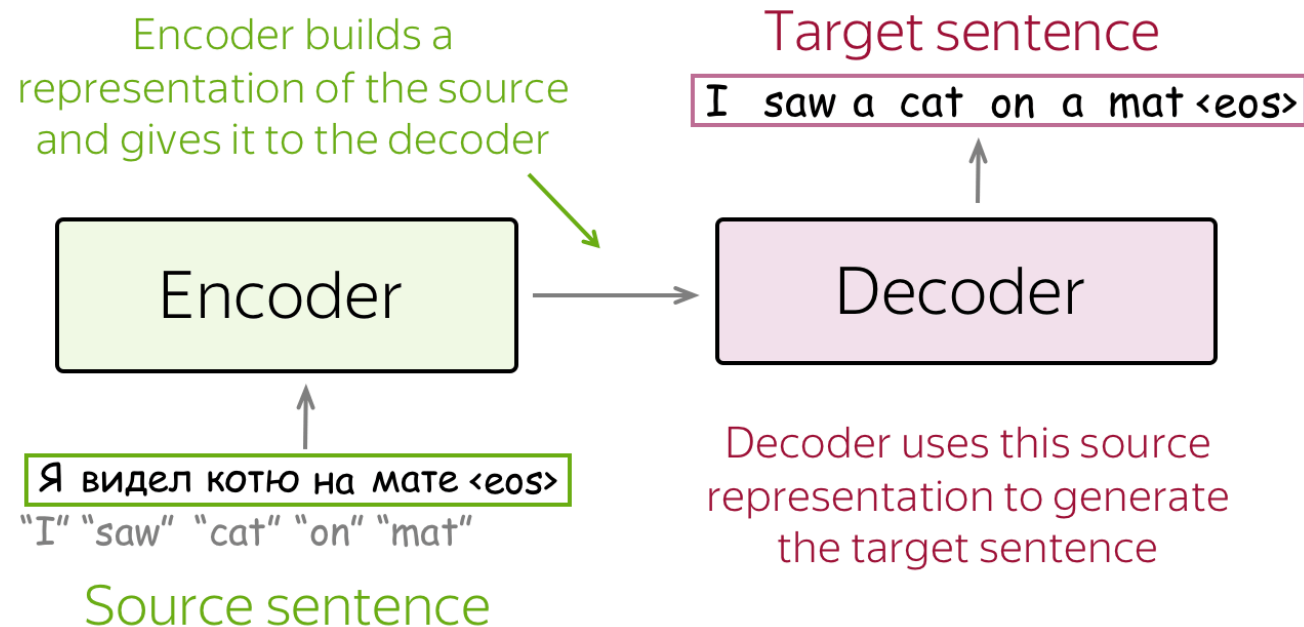 Encoder builds a
representation of the source
and gives it to the decoder
Target sentence
I saw a cat on a mat <eos>
Encoder
Decoder
Я видел котю на мате <eos>
“I” “saw” “cat” “on” “mat”
Source sentence
Decoder uses this source
representation to generate
the target sentence